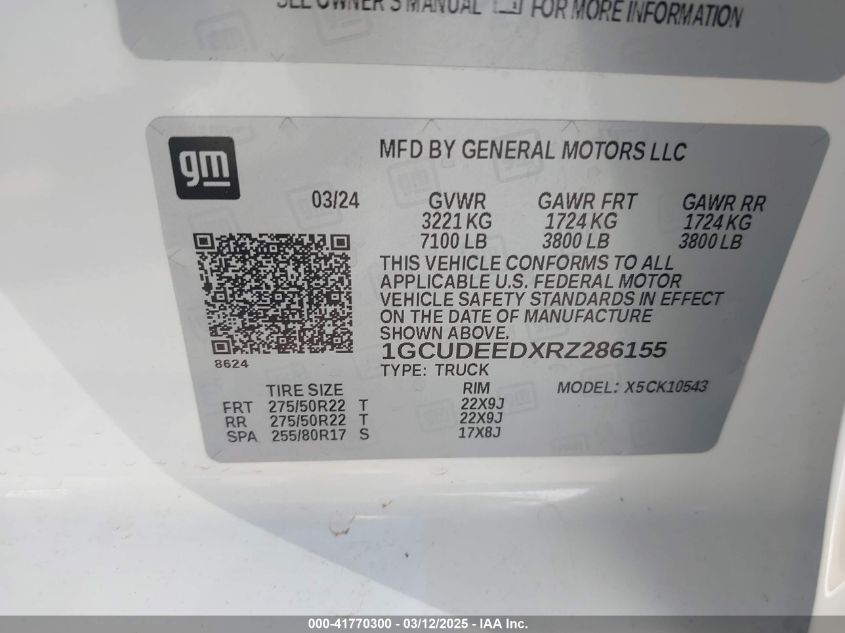 SEE OWNER'S MANUAL FOR MORE INFORMATION
gm
MFD BY GENERAL MOTORS LLC
03/24 GVWR GAWR FRT GAWR RR
3221 KG 1724 KG 1724 KG
7100 LB 3800 LB 3800 LB
THIS VEHICLE CONFORMS TO ALL
APPLICABLE U.S. FEDERAL MOTOR
VEHICLE SAFETY STANDARDS IN EFFECT
ON THE DATE OF MANUFACTURE
SHOWN ABOVE.
1GCUDEEDXRZ286155
8624
TYPE: TRUCK
TIRE SIZE RIM MODEL: X5CK10543
FRT 275/50R22 T 22X9J
RR 275/50R22 T 22X9J
SPA 255/80R17 S 17X8J
000-41770300 - 03/12/2025 - IAA Inc.